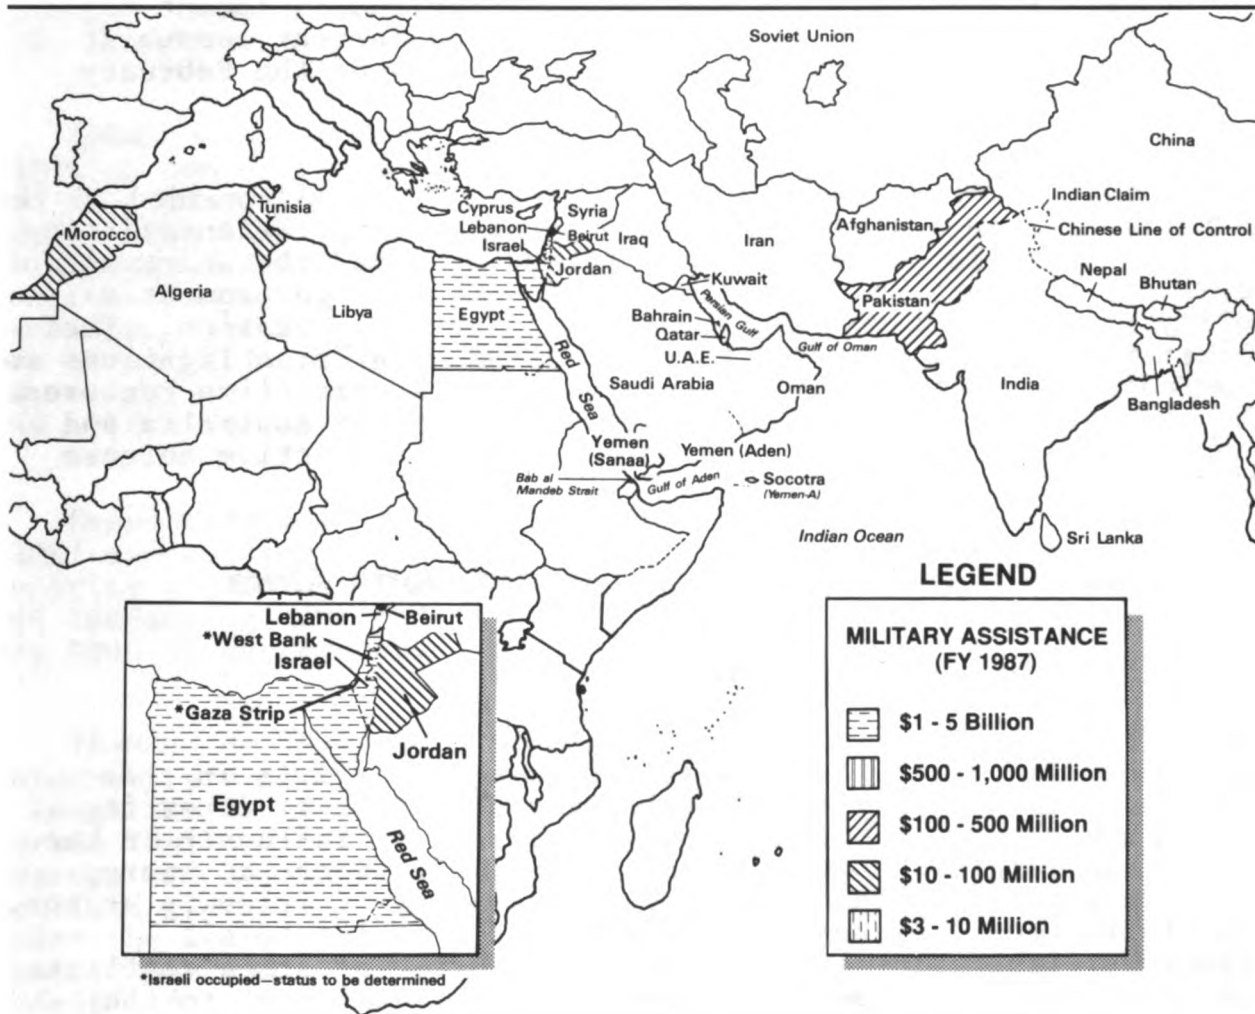 Soviet Union
China
Indian Claim
Chinese Line of Control
Tunisia
Morocco
Algeria
Libya
Cyprus
Lebanon
Israel
Syria
Beirut
Iraq
Jordan
Egypt
Iran
Afghanistan
Pakistan
Kuwait
Persian Gulf
Bahrain
Qatar
U.A.E.
Gulf of Oman
Saudi Arabia
Oman
Nepal
Bhutan
India
Bangladesh
Red Sea
Yemen
(Sanaa)
Yemen (Aden)
Bab al
Mandeb Strait
Gulf of Aden
Socotra
(Yemen-A)
Indian Ocean
Sri Lanka
LEGEND
MILITARY ASSISTANCE
(FY 1987)
$1 - 5 Billion
$500 - 1,000 Million
$100 - 500 Million
$10 - 100 Million
$3 - 10 Million
Lebanon
Beirut
*West Bank
Israel
*Gaza Strip
Jordan
Egypt
Red Sea
*Israeli occupied—status to be determined